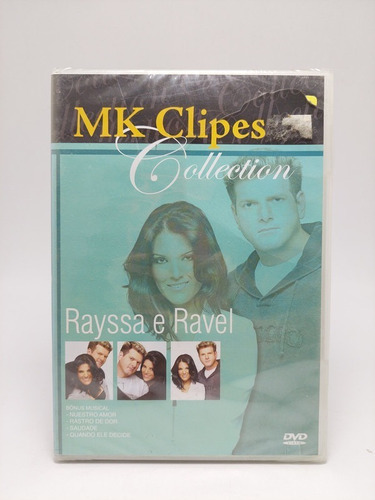 MK Clipes
Collection
Rayssa e Ravel
BÔNUS MUSICAL
- NUESTRO AMOR
RASTRO DE DOR
- SAUDADE
- QUANDO ELE DECIDE
DVD